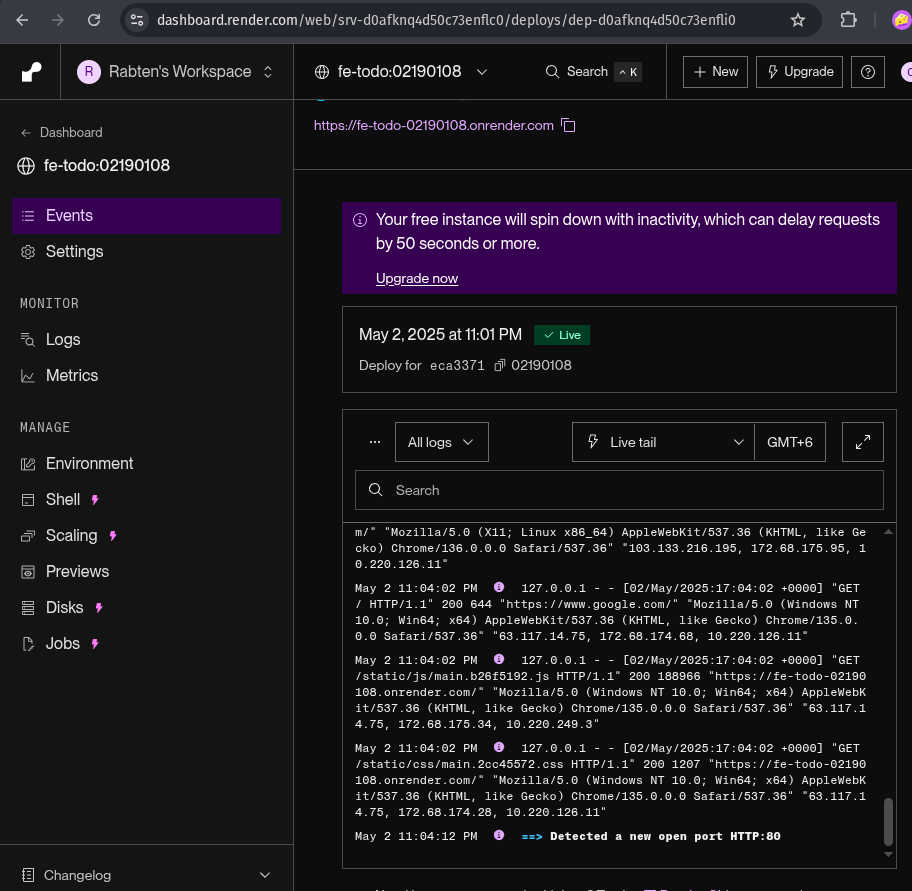 dashboard.render.com/web/srv-d0afknq4d50c73enflc0/deploys/dep-d0afknq4d50c73enfli0
R Rabten's Workspace
fe-todo:02190108
Search ^ K
+ New
Upgrade
← Dashboard
fe-todo:02190108
Events
Settings
MONITOR
Logs
Metrics
MANAGE
Environment
Shell
Scaling
Previews
Disks
Jobs
Changelog
https://fe-todo-02190108.onrender.com
Your free instance will spin down with inactivity, which can delay requests
by 50 seconds or more.
Upgrade now
May 2, 2025 at 11:01 PM ✓ Live
Deploy for eca3371 02190108
...
All logs
Live tail
GMT+6
Search
m/" "Mozilla/5.0 (X11; Linux x86_64) AppleWebKit/537.36 (KHTML, like Ge
cko) Chrome/136.0.0.0 Safari/537.36" "103.133.216.195, 172.68.175.95, 1
0.220.126.11"
May 2 11:04:02 PM 127.0.0.1 - - [02/May/2025:17:04:02 +0000] "GET
/ HTTP/1.1" 200 644 "https://www.google.com/" "Mozilla/5.0 (Windows NT
10.0; Win64; x64) AppleWebKit/537.36 (KHTML, like Gecko) Chrome/135.0.
0.0 Safari/537.36" "63.117.14.75, 172.68.174.68, 10.220.126.11"
May 2 11:04:02 PM 127.0.0.1 - - [02/May/2025:17:04:02 +0000] "GET
/static/js/main.b26f5192.js HTTP/1.1" 200 188966 "https://fe-todo-02190
108.onrender.com/" "Mozilla/5.0 (Windows NT 10.0; Win64; x64) AppleWebK
it/537.36 (KHTML, like Gecko) Chrome/135.0.0.0 Safari/537.36" "63.117.1
4.75, 172.68.175.34, 10.220.249.3"
May 2 11:04:02 PM 127.0.0.1 - - [02/May/2025:17:04:02 +0000] "GET
/static/css/main.2cc45572.css HTTP/1.1" 200 1207 "https://fe-todo-02190
108.onrender.com/" "Mozilla/5.0 (Windows NT 10.0; Win64; x64) AppleWebK
it/537.36 (KHTML, like Gecko) Chrome/135.0.0.0 Safari/537.36" "63.117.1
4.75, 172.68.174.28, 10.220.126.11"
May 2 11:04:12 PM ==> Detected a new open port HTTP:80